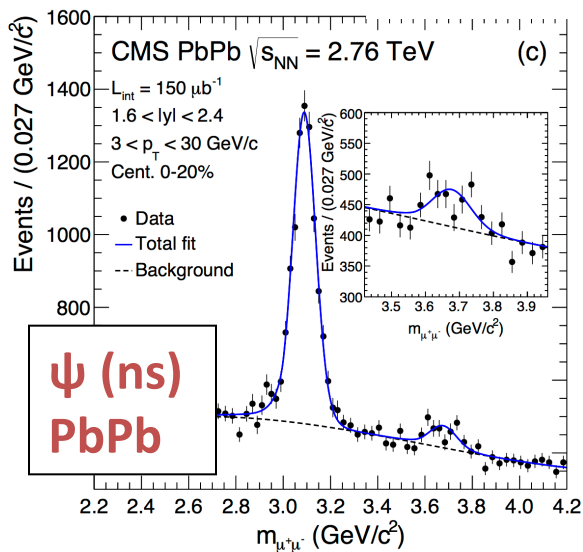 CMS PbPb √sNN = 2.76 TeV (c)
Lint = 150 μb-1
1.6 < |y| < 2.4
3 < pT < 30 GeV/c
Cent. 0-20%
Data
Total fit
Background
Events / (0.027 GeV/c²)
1600
1400
1200
1000
800
Events / (0.027 GeV/c²)
600
550
500
450
400
350
300
3.5 3.6 3.7 3.8 3.9
mμ+μ- (GeV/c²)
ψ (ns)
PbPb
2.2 2.4 2.6 2.8 3.0 3.2 3.4 3.6 3.8 4.0 4.2
mμ+μ- (GeV/c²)